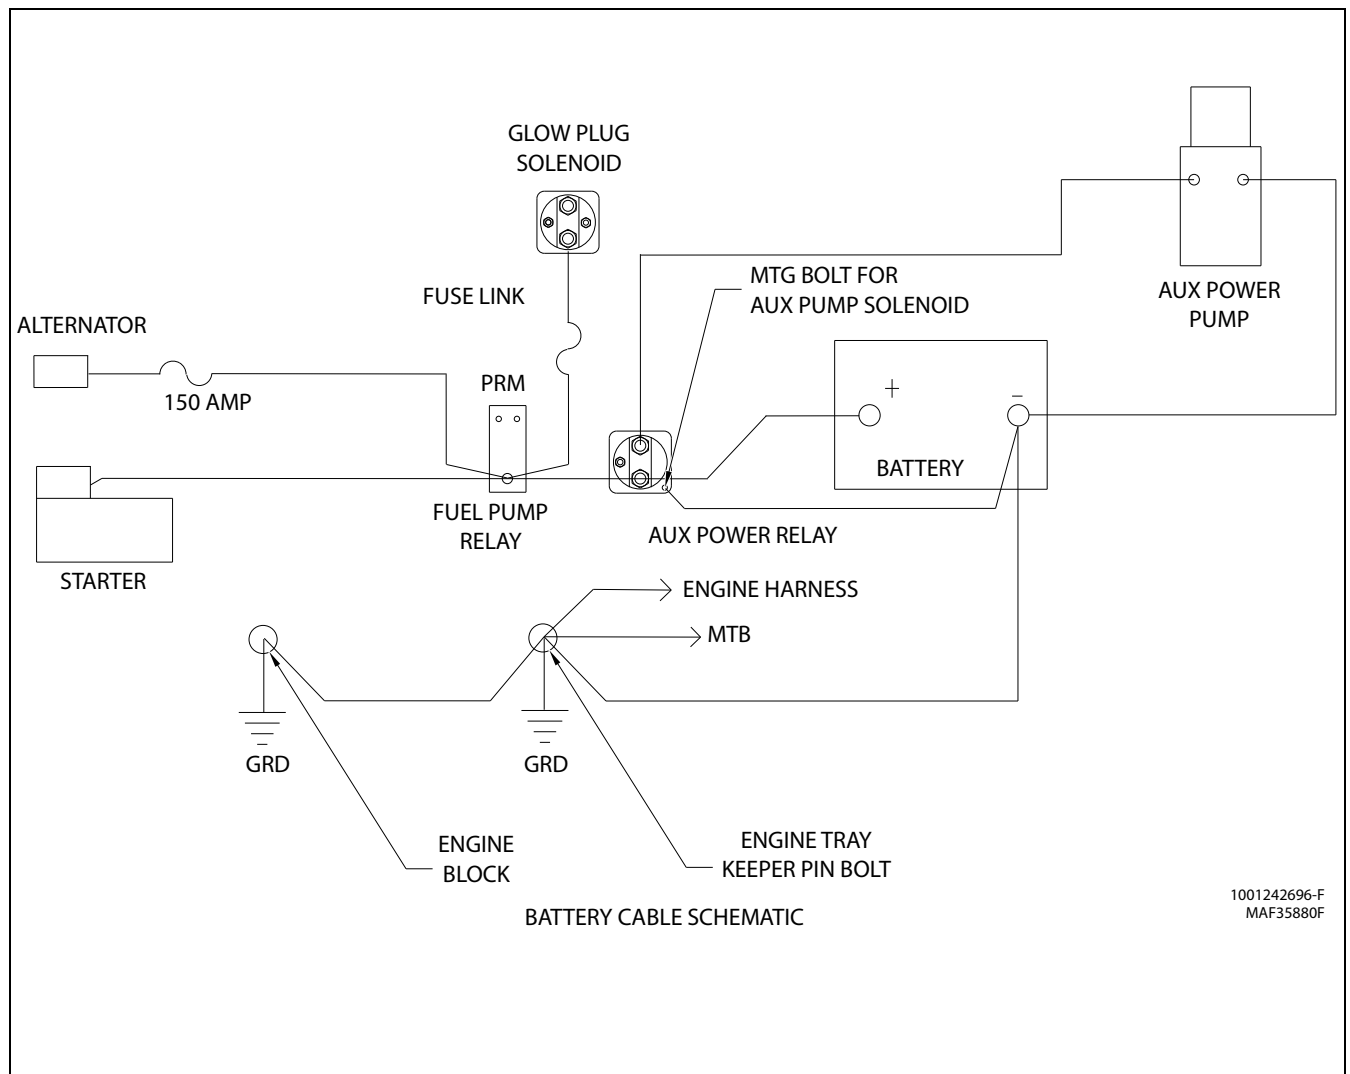 GLOW PLUG
SOLENOID
FUSE LINK
MTG BOLT FOR
AUX PUMP SOLENOID
AUX POWER
PUMP
ALTERNATOR
150 AMP
PRM
+
−
BATTERY
FUEL PUMP
RELAY
AUX POWER RELAY
STARTER
ENGINE HARNESS
MTB
GRD
GRD
ENGINE
BLOCK
ENGINE TRAY
KEEPER PIN BOLT
BATTERY CABLE SCHEMATIC
1001242696-F
MAF35880F